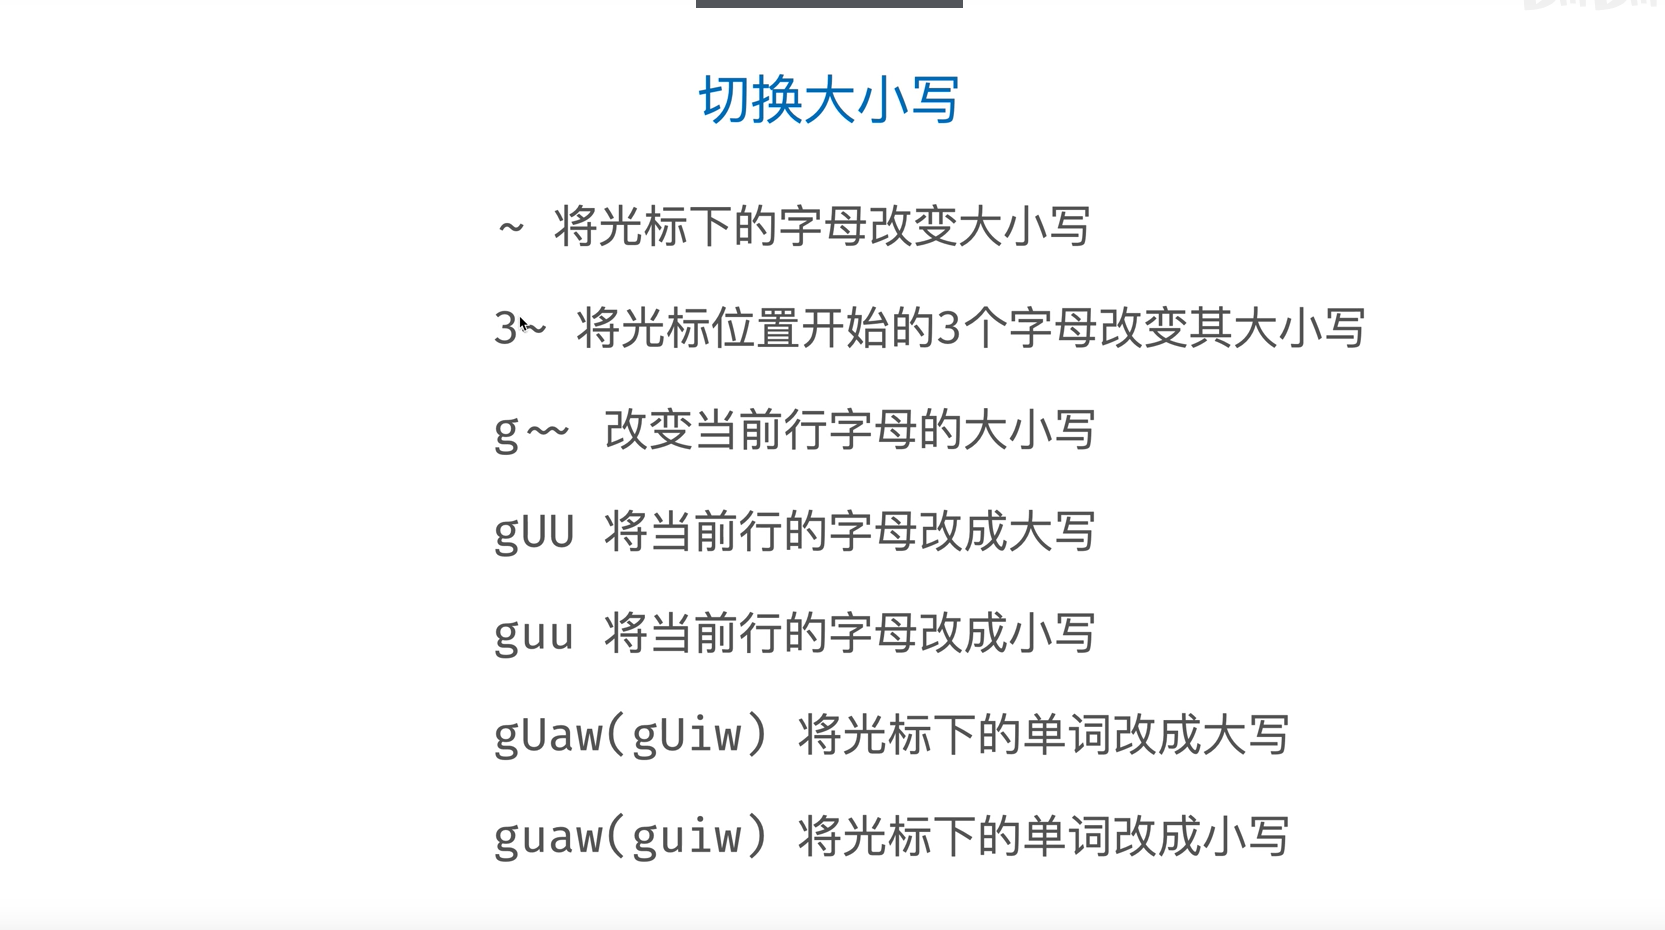 切换大小写
~ 将光标下的字母改变大小写
3~ 将光标位置开始的3个字母改变其大小写
g~~ 改变当前行字母的大小写
gUU 将当前行的字母改成大写
guu 将当前行的字母改成小写
gUaw(gUiw) 将光标下的单词改成大写
guaw(guiw) 将光标下的单词改成小写